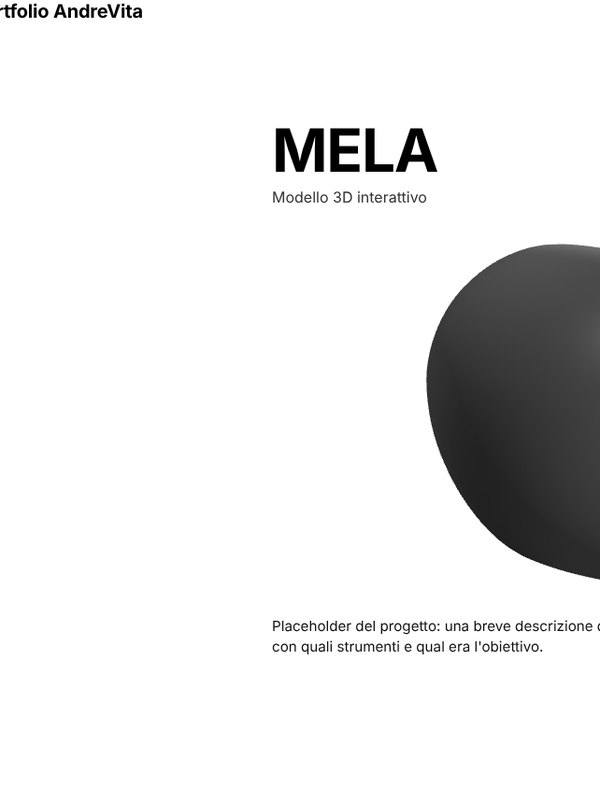 rtfolio AndreVita
MELA
Modello 3D interattivo
Placeholder del progetto: una breve descrizione
con quali strumenti e qual era l'obiettivo.